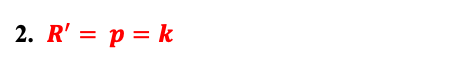 2. R′ = p = k